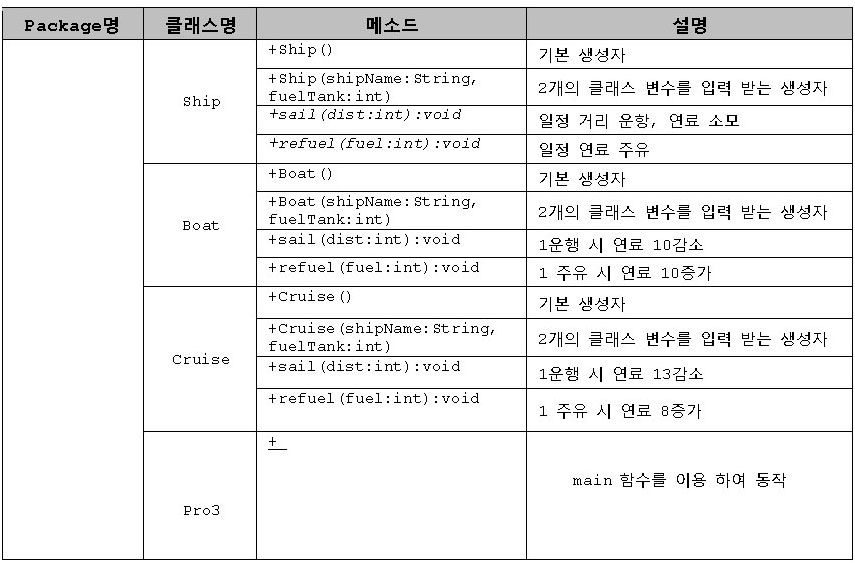 Package명 클래스명 메소드 설명
Ship
+Ship() 기본 생성자
+Ship(shipName:String,
fuelTank:int) 2개의 클래스 변수를 입력 받는 생성자
+sail(dist:int):void 일정 거리 운항, 연료 소모
+refuel(fuel:int):void 일정 연료 주유
Boat
+Boat() 기본 생성자
+Boat(shipName:String,
fuelTank:int) 2개의 클래스 변수를 입력 받는 생성자
+sail(dist:int):void 1운행 시 연료 10감소
+refuel(fuel:int):void 1 주유 시 연료 10증가
Cruise
+Cruise() 기본 생성자
+Cruise(shipName:String,
fuelTank:int) 2개의 클래스 변수를 입력 받는 생성자
+sail(dist:int):void 1운행 시 연료 13감소
+refuel(fuel:int):void 1 주유 시 연료 8증가
Pro3
+ main 함수를 이용 하여 동작